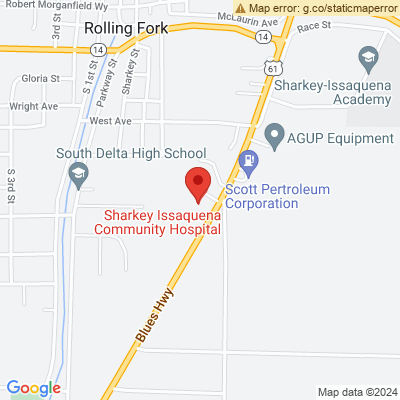 Map error: g.co/staticmaperror
Robert Morganfield Wy
McLaurin Ave
Rolling Fork
14
14
3rd St
S 1st St
Parkway St
Sharkey St
Race St
61
Gloria St
Sharkey-Issaquena
Academy
Wright Ave
West Ave
AGUP Equipment
South Delta High School
Scott Pertroleum
Corporation
S 3rd St
Sharkey Issaquena
Community Hospital
Blues Hwy
Google
Map data ©2024